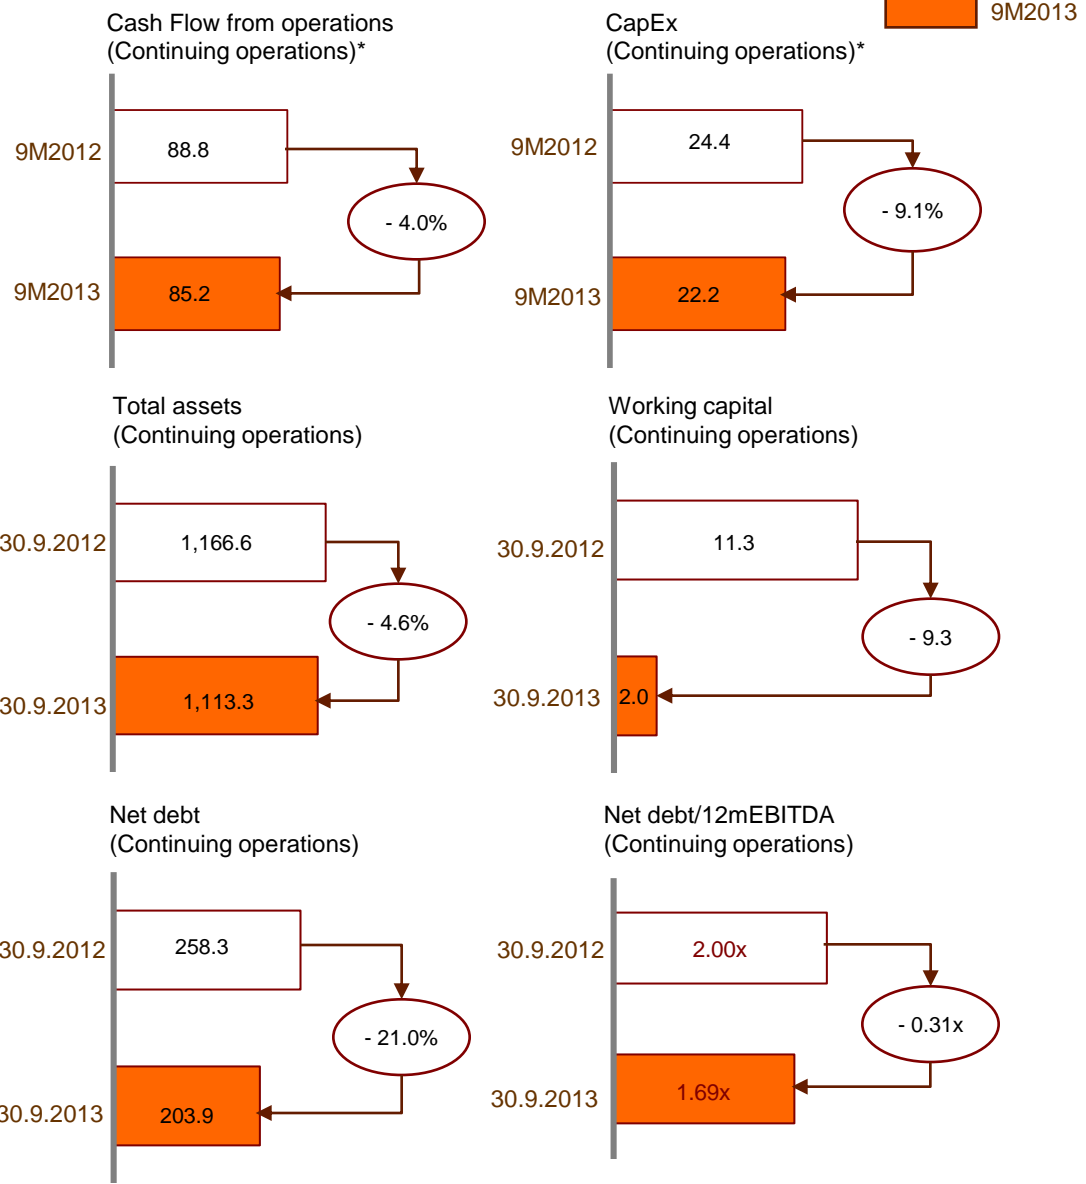 9M2013
Cash Flow from operations
(Continuing operations)*
9M2012
88.8
- 4.0%
9M2013
85.2
CapEx
(Continuing operations)*
9M2012
24.4
- 9.1%
9M2013
22.2
Total assets
(Continuing operations)
30.9.2012
1,166.6
- 4.6%
30.9.2013
1,113.3
Working capital
(Continuing operations)
30.9.2012
11.3
- 9.3
30.9.2013
2.0
Net debt
(Continuing operations)
30.9.2012
258.3
- 21.0%
30.9.2013
203.9
Net debt/12mEBITDA
(Continuing operations)
30.9.2012
2.00x
- 0.31x
30.9.2013
1.69x